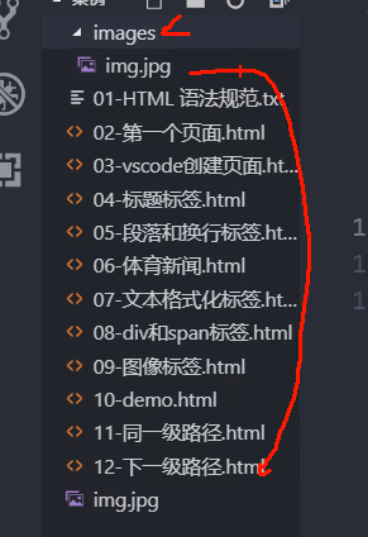 案例
images
img.jpg
01-HTML 语法规范.txt
02-第一个页面.html
03-vscode创建页面.ht...
04-标题标签.html
05-段落和换行标签.ht...
06-体育新闻.html
07-文本格式化标签.ht...
08-div和span标签.html
09-图像标签.html
10-demo.html
11-同一级路径.html
12-下一级路径.html
img.jpg
1
1
1